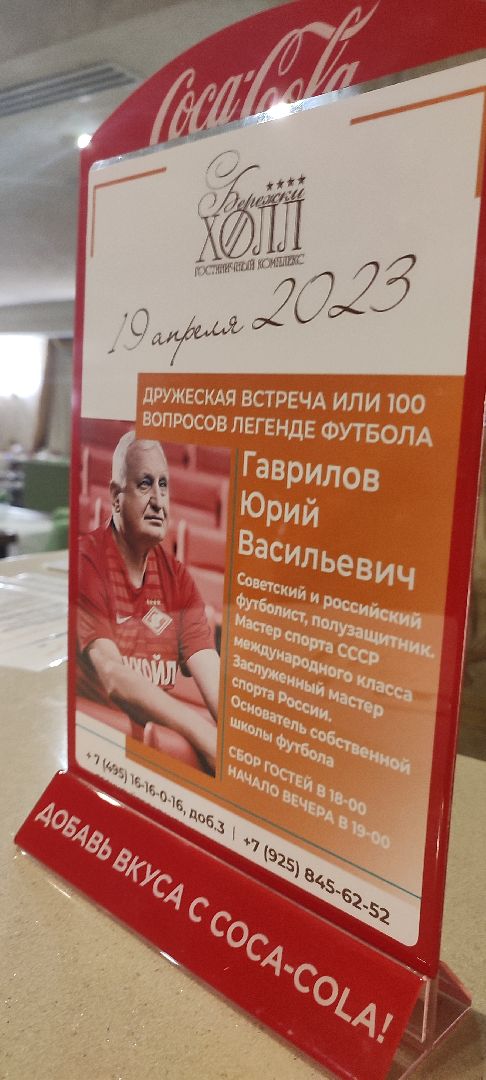 Coca-Cola
Бережки
ХОЛЛ
ГОСТИНИЧНЫЙ КОМПЛЕКС
19 апреля 2023
ДРУЖЕСКАЯ ВСТРЕЧА ИЛИ 100
ВОПРОСОВ ЛЕГЕНДЕ ФУТБОЛА
Гаврилов
Юрий
Васильевич
Советский и российский
футболист, полузащитник.
Мастер спорта СССР
международного класса
Заслуженный мастер
спорта России.
Основатель собственной
школы футбола
СБОР ГОСТЕЙ В 18-00
НАЧАЛО ВЕЧЕРА В 19-00
+7 (495) 16-16-0-16, доб.3 | +7 (925) 845-62-52
ДОБАВЬ ВКУСА С COCA-COLA!